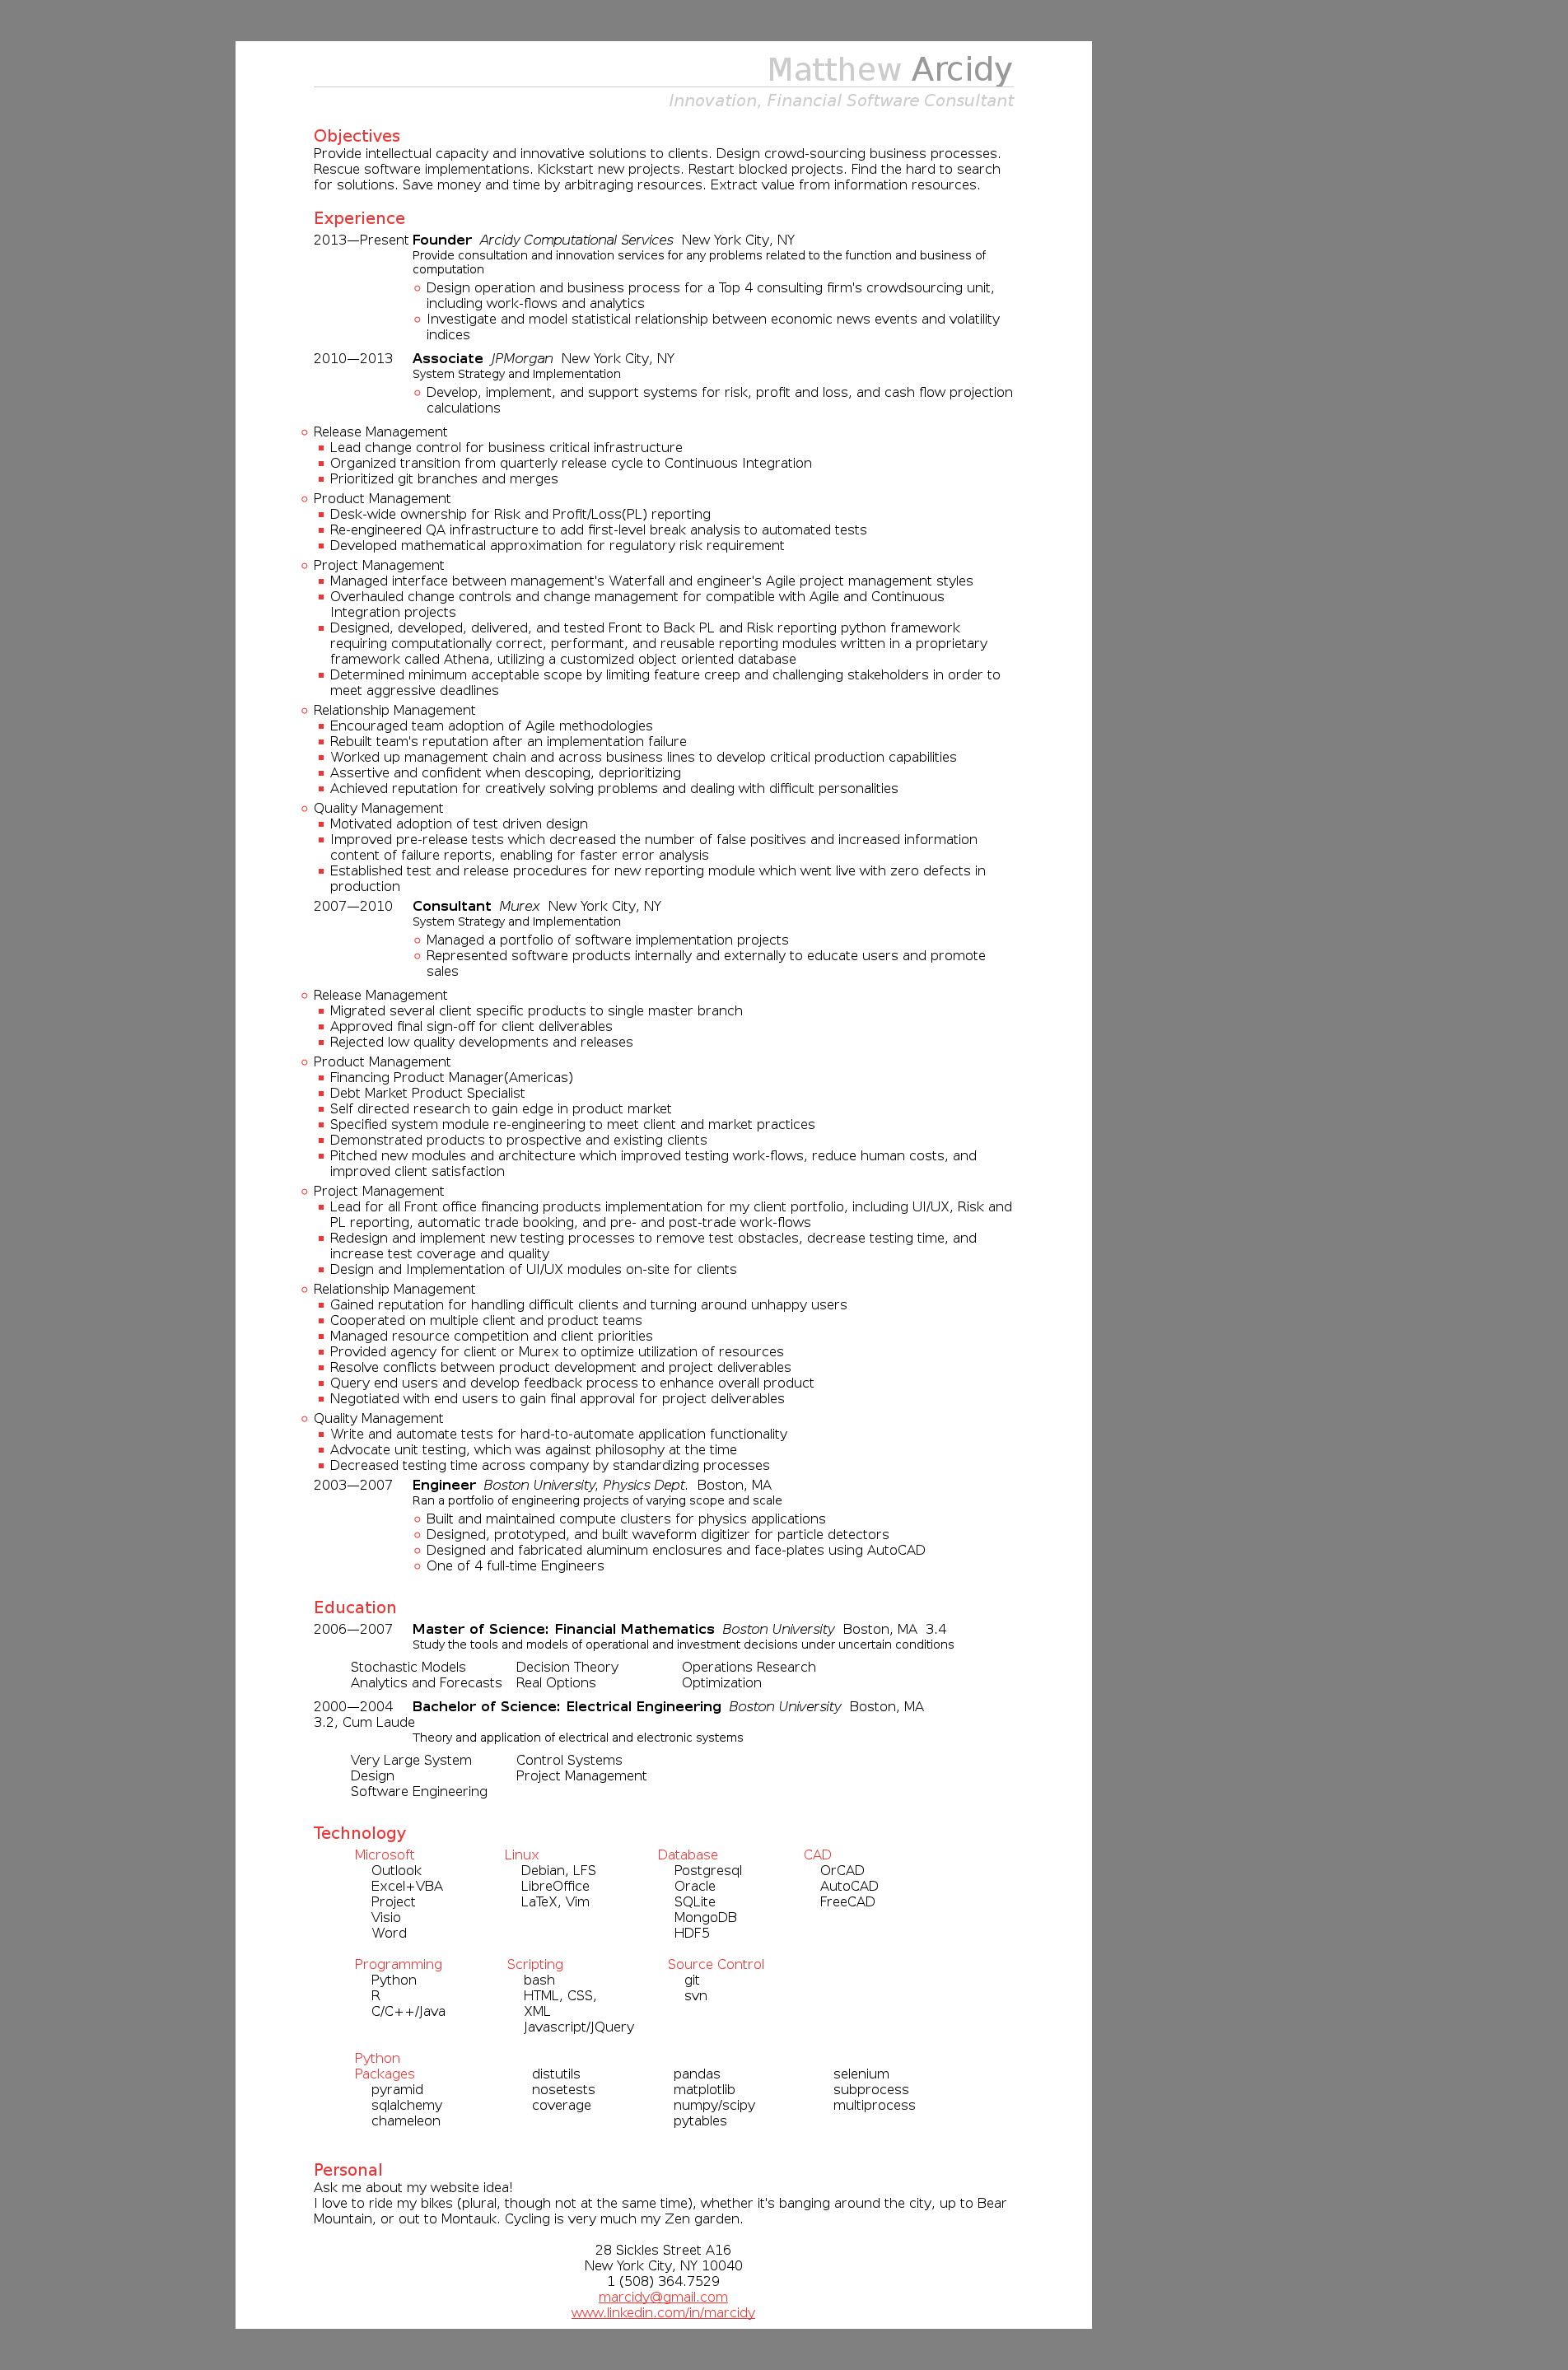 Matthew Arcidy
Innovation, Financial Software Consultant
Objectives
Provide intellectual capacity and innovative solutions to clients. Design crowd-sourcing business processes.
Rescue software implementations. Kickstart new projects. Restart blocked projects. Find the hard to search
for solutions. Save money and time by arbitraging resources. Extract value from information resources.
Experience
2013—Present Founder Arcidy Computational Services New York City, NY
Provide consultation and innovation services for any problems related to the function and business of
computation
Design operation and business process for a Top 4 consulting firm's crowdsourcing unit,
including work-flows and analytics
Investigate and model statistical relationship between economic news events and volatility
indices
2010—2013 Associate JPMorgan New York City, NY
System Strategy and Implementation
Develop, implement, and support systems for risk, profit and loss, and cash flow projection
calculations
Release Management
Lead change control for business critical infrastructure
Organized transition from quarterly release cycle to Continuous Integration
Prioritized git branches and merges
Product Management
Desk-wide ownership for Risk and Profit/Loss(PL) reporting
Re-engineered QA infrastructure to add first-level break analysis to automated tests
Developed mathematical approximation for regulatory risk requirement
Project Management
Managed interface between management's Waterfall and engineer's Agile project management styles
Overhauled change controls and change management for compatible with Agile and Continuous
Integration projects
Designed, developed, delivered, and tested Front to Back PL and Risk reporting python framework
requiring computationally correct, performant, and reusable reporting modules written in a proprietary
framework called Athena, utilizing a customized object oriented database
Determined minimum acceptable scope by limiting feature creep and challenging stakeholders in order to
meet aggressive deadlines
Relationship Management
Encouraged team adoption of Agile methodologies
Rebuilt team's reputation after an implementation failure
Worked up management chain and across business lines to develop critical production capabilities
Assertive and confident when descoping, deprioritizing
Achieved reputation for creatively solving problems and dealing with difficult personalities
Quality Management
Motivated adoption of test driven design
Improved pre-release tests which decreased the number of false positives and increased information
content of failure reports, enabling for faster error analysis
Established test and release procedures for new reporting module which went live with zero defects in
production
2007—2010 Consultant Murex New York City, NY
System Strategy and Implementation
Managed a portfolio of software implementation projects
Represented software products internally and externally to educate users and promote
sales
Release Management
Migrated several client specific products to single master branch
Approved final sign-off for client deliverables
Rejected low quality developments and releases
Product Management
Financing Product Manager(Americas)
Debt Market Product Specialist
Self directed research to gain edge in product market
Specified system module re-engineering to meet client and market practices
Demonstrated products to prospective and existing clients
Pitched new modules and architecture which improved testing work-flows, reduce human costs, and
improved client satisfaction
Project Management
Lead for all Front office financing products implementation for my client portfolio, including UI/UX, Risk and
PL reporting, automatic trade booking, and pre- and post-trade work-flows
Redesign and implement new testing processes to remove test obstacles, decrease testing time, and
increase test coverage and quality
Design and Implementation of UI/UX modules on-site for clients
Relationship Management
Gained reputation for handling difficult clients and turning around unhappy users
Cooperated on multiple client and product teams
Managed resource competition and client priorities
Provided agency for client or Murex to optimize utilization of resources
Resolve conflicts between product development and project deliverables
Query end users and develop feedback process to enhance overall product
Negotiated with end users to gain final approval for project deliverables
Quality Management
Write and automate tests for hard-to-automate application functionality
Advocate unit testing, which was against philosophy at the time
Decreased testing time across company by standardizing processes
2003—2007 Engineer Boston University, Physics Dept. Boston, MA
Ran a portfolio of engineering projects of varying scope and scale
Built and maintained compute clusters for physics applications
Designed, prototyped, and built waveform digitizer for particle detectors
Designed and fabricated aluminum enclosures and face-plates using AutoCAD
One of 4 full-time Engineers
Education
2006—2007 Master of Science: Financial Mathematics Boston University Boston, MA 3.4
Study the tools and models of operational and investment decisions under uncertain conditions
Stochastic Models Decision Theory Operations Research
Analytics and Forecasts Real Options Optimization
2000—2004 Bachelor of Science: Electrical Engineering Boston University Boston, MA
3.2, Cum Laude
Theory and application of electrical and electronic systems
Very Large System Control Systems
Design Project Management
Software Engineering
Technology
Microsoft Linux Database CAD
Outlook Debian, LFS Postgresql OrCAD
Excel+VBA LibreOffice Oracle AutoCAD
Project LaTeX, Vim SQLite FreeCAD
Visio MongoDB
Word HDF5
Programming Scripting Source Control
Python bash git
R HTML, CSS, svn
C/C++/Java XML
Javascript/JQuery
Python
Packages distutils pandas selenium
pyramid nosetests matplotlib subprocess
sqlalchemy coverage numpy/scipy multiprocess
chameleon pytables
Personal
Ask me about my website idea!
I love to ride my bikes (plural, though not at the same time), whether it's banging around the city, up to Bear
Mountain, or out to Montauk. Cycling is very much my Zen garden.
28 Sickles Street A16
New York City, NY 10040
1 (508) 364.7529
marcidy@gmail.com
www.linkedin.com/in/marcidy